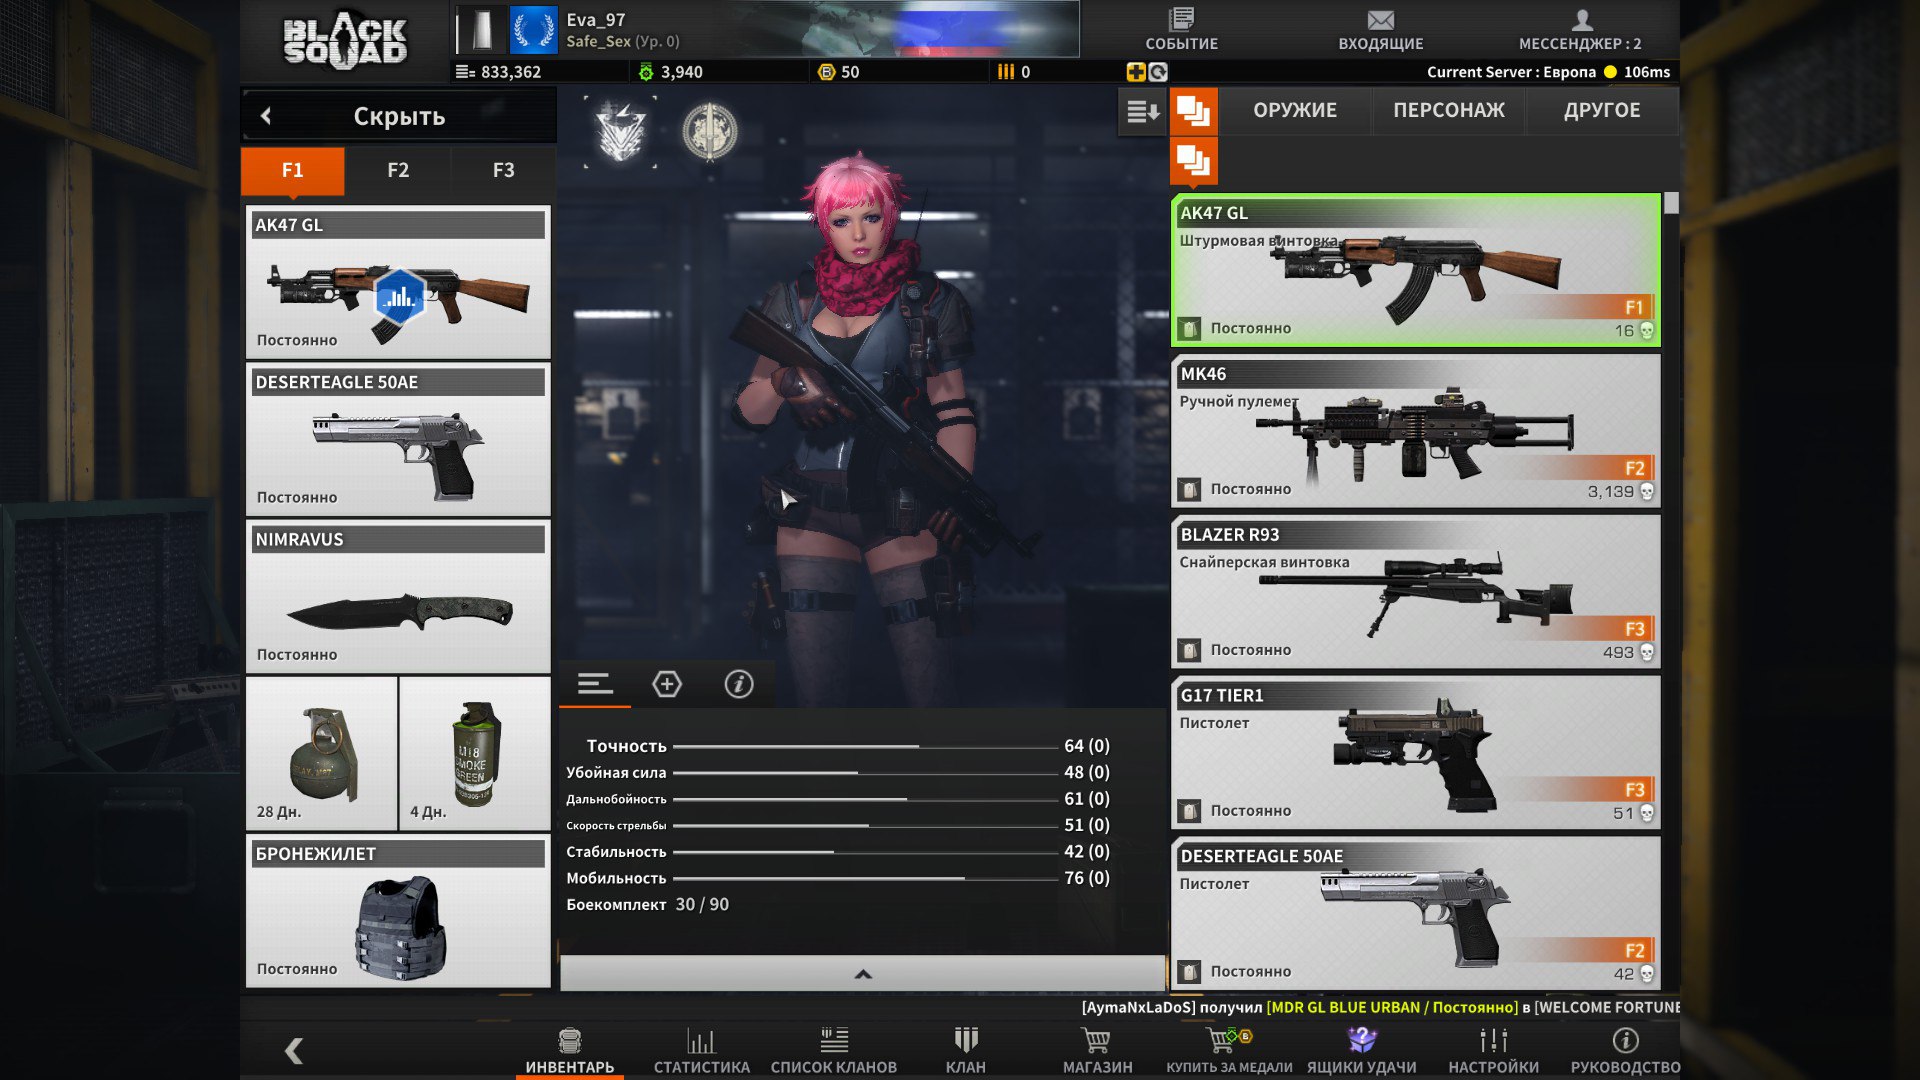 BLACK SQUAD
Eva_97
Safe_Sex (Ур. 0)
СОБЫТИЕ
ВХОДЯЩИЕ
МЕССЕНДЖЕР : 2
833,362
3,940
50
0
Current Server : Европа 106ms
Скрыть
F1 F2 F3
AK47 GL
Постоянно
DESERTEAGLE 50AE
Постоянно
NIMRAVUS
Постоянно
28 Дн.
M18
SMOKE
GREEN
4 Дн.
БРОНЕЖИЛЕТ
Постоянно
Точность 64 (0)
Убойная сила 48 (0)
Дальнобойность 61 (0)
Скорость стрельбы 51 (0)
Стабильность 42 (0)
Мобильность 76 (0)
Боекомплект 30 / 90
ОРУЖИЕ ПЕРСОНАЖ ДРУГОЕ
AK47 GL
Штурмовая винтовка
F1
Постоянно 16
MK46
Ручной пулемет
F2
Постоянно 3,139
BLAZER R93
Снайперская винтовка
F3
Постоянно 493
G17 TIER1
Пистолет
F3
Постоянно 51
DESERTEAGLE 50AE
Пистолет
F2
Постоянно 42
[AymaNxLaDoS] получил [MDR GL BLUE URBAN / Постоянно] в [WELCOME FORTUNE
ИНВЕНТАРЬ СТАТИСТИКА СПИСОК КЛАНОВ КЛАН МАГАЗИН КУПИТЬ ЗА МЕДАЛИ ЯЩИКИ УДАЧИ НАСТРОЙКИ РУКОВОДСТВО